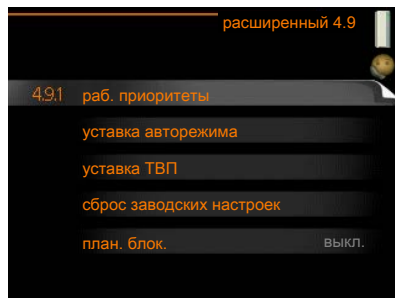 расширенный 4.9
4.9.1 раб. приоритеты
уставка авторежима
уставка ТВП
сброс заводских настроек
план. блок. выкл.